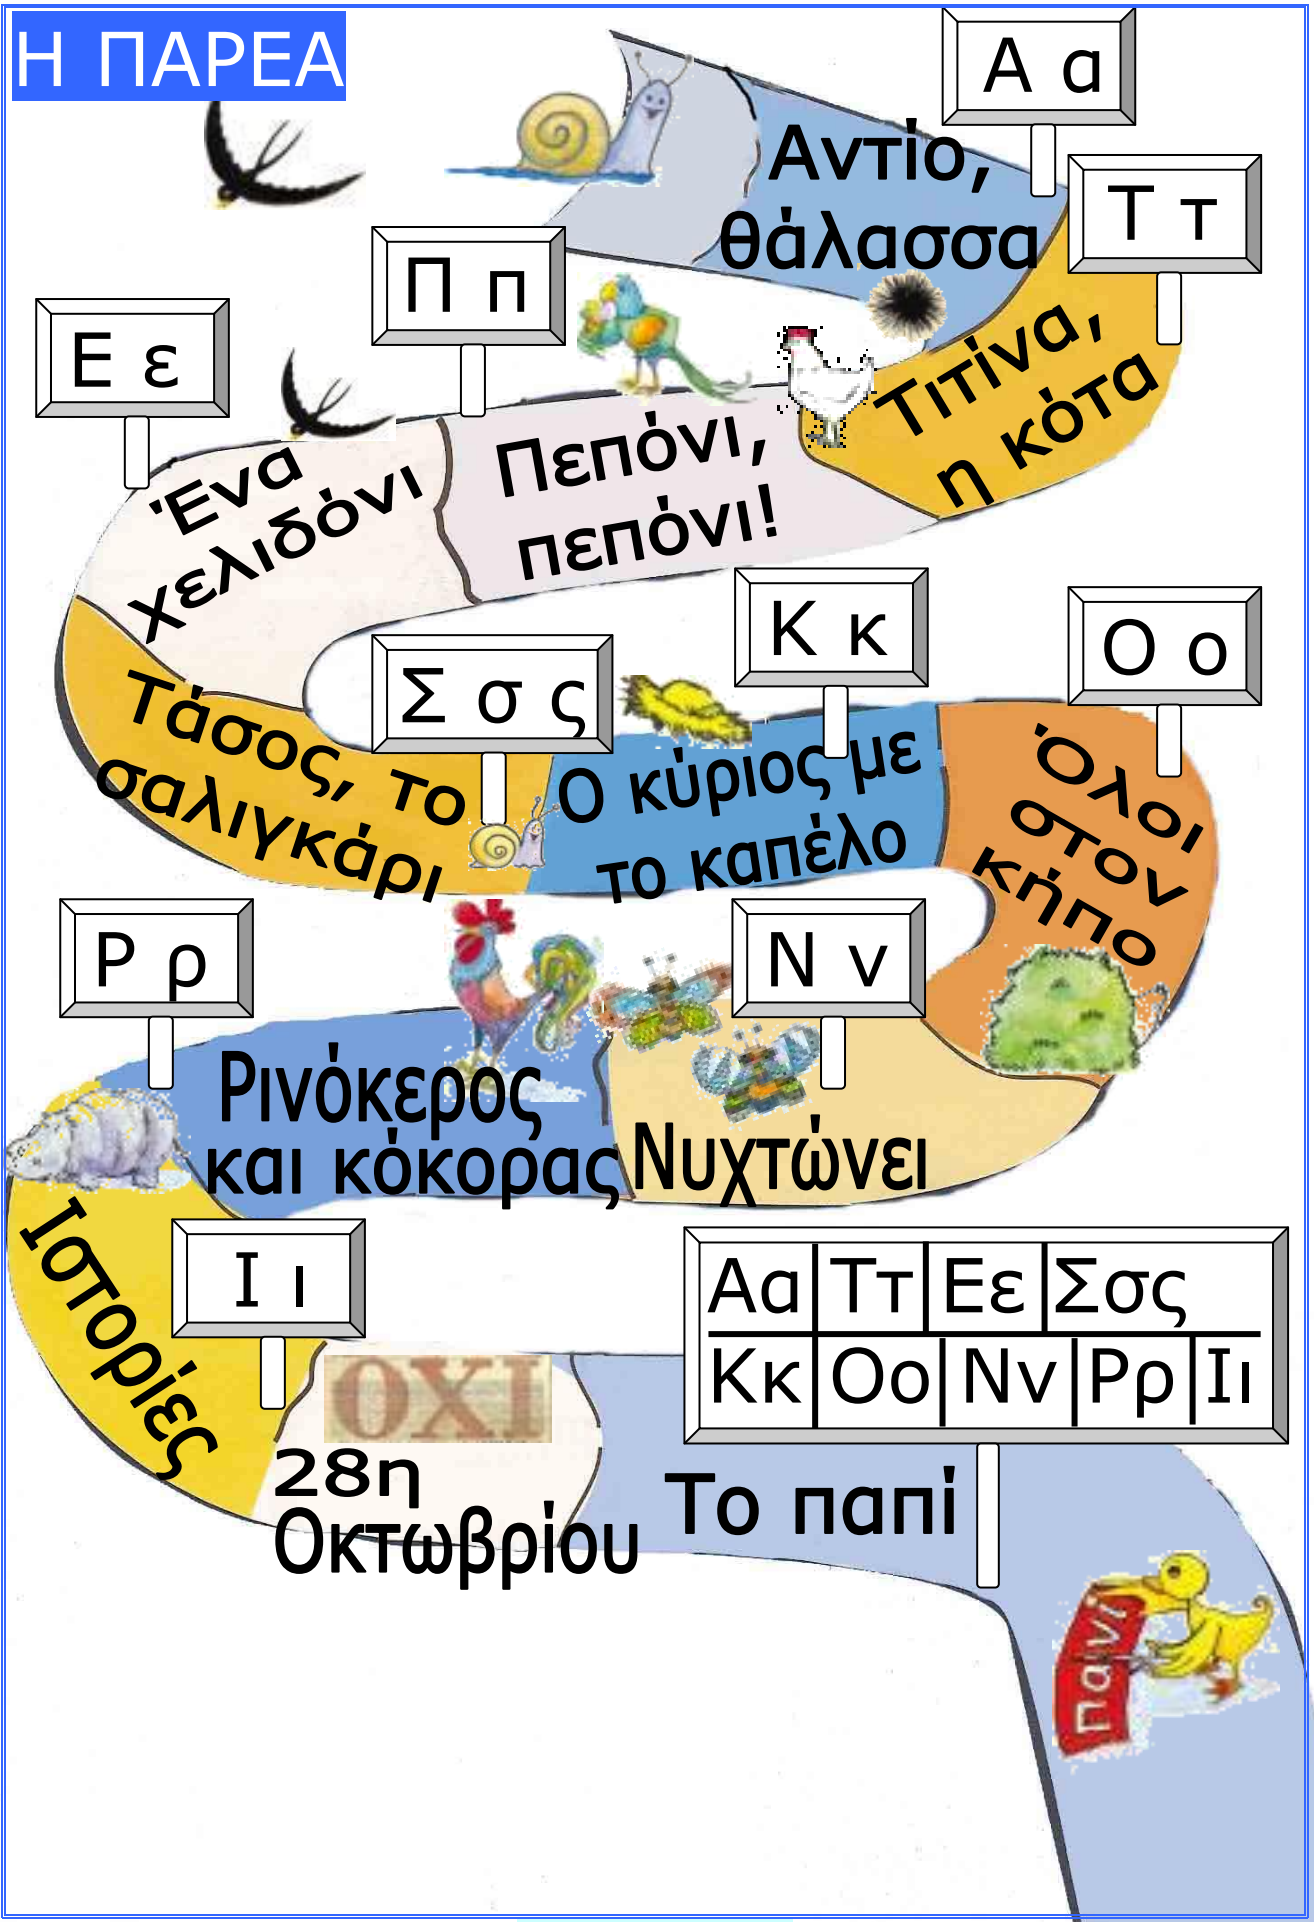 Η ΠΑΡΕΑ
Α α
Αντίο,
θάλασσα
Τ τ
Τιτίνα,
η κότα
Π π
Πεπόνι,
πεπόνι!
Ε ε
Ένα
χελιδόνι
Σ σ ς
Τάσος, το
σαλιγκάρι
Κ κ
Ο κύριος με
το καπέλο
Ο ο
Όλοι
στον
κήπο
Ν ν
Νυχτώνει
Ρ ρ
Ρινόκερος
και κόκορας
Ι ι
Ιστορίες
ΟΧΙ
28η
Οκτωβρίου
Αα Ττ Εε Σσς
Κκ Οο Νν Ρρ Ιι
Το παπί
πανί